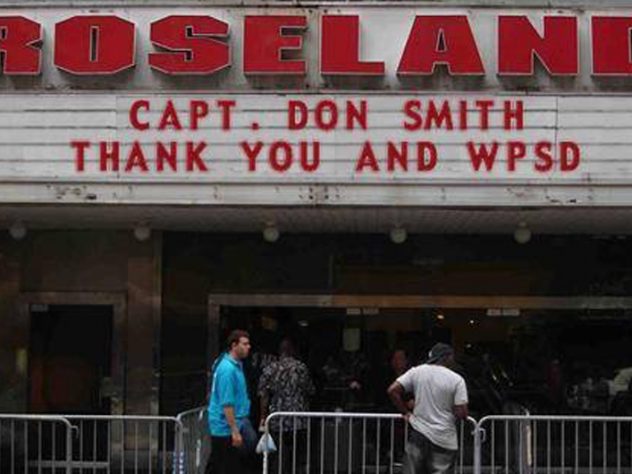 ROSELAND
CAPT. DON SMITH
THANK YOU AND WPSD